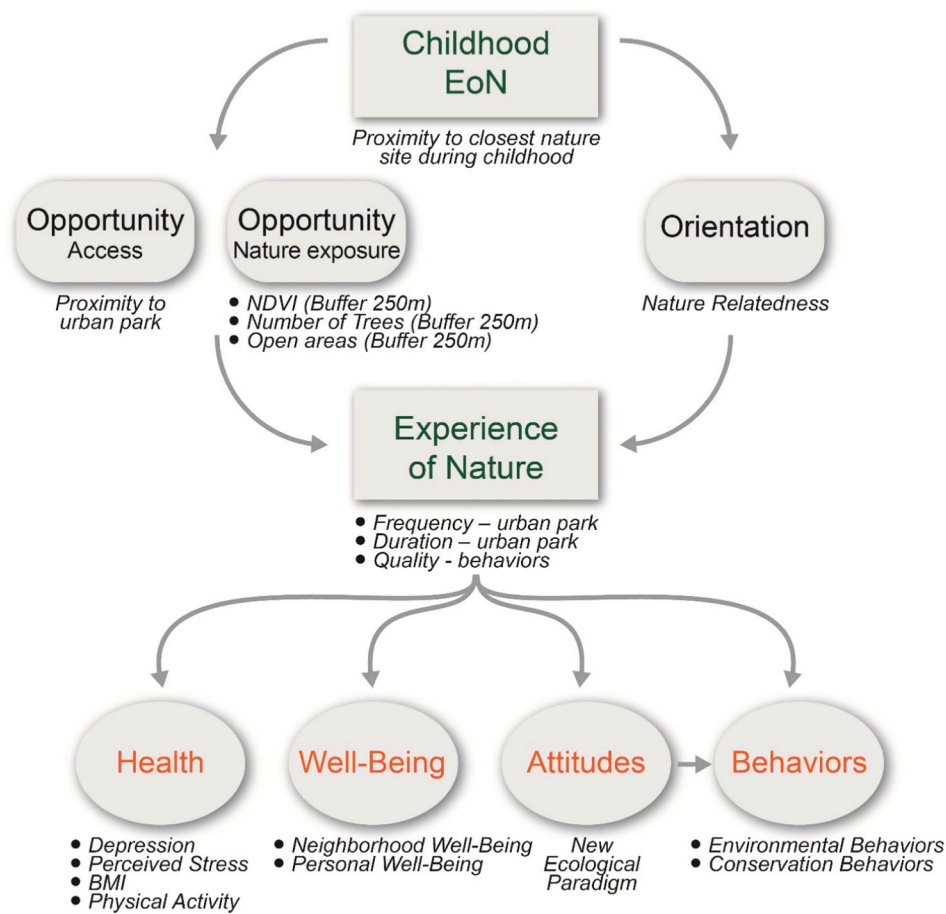 Childhood
EoN
Proximity to closest nature
site during childhood
Opportunity
Access
Proximity to
urban park
Opportunity
Nature exposure
● NDVI (Buffer 250m)
● Number of Trees (Buffer 250m)
● Open areas (Buffer 250m)
Orientation
Nature Relatedness
Experience
of Nature
● Frequency – urban park
● Duration – urban park
● Quality - behaviors
Health
● Depression
● Perceived Stress
● BMI
● Physical Activity
Well-Being
● Neighborhood Well-Being
● Personal Well-Being
Attitudes
New
Ecological
Paradigm
Behaviors
● Environmental Behaviors
● Conservation Behaviors